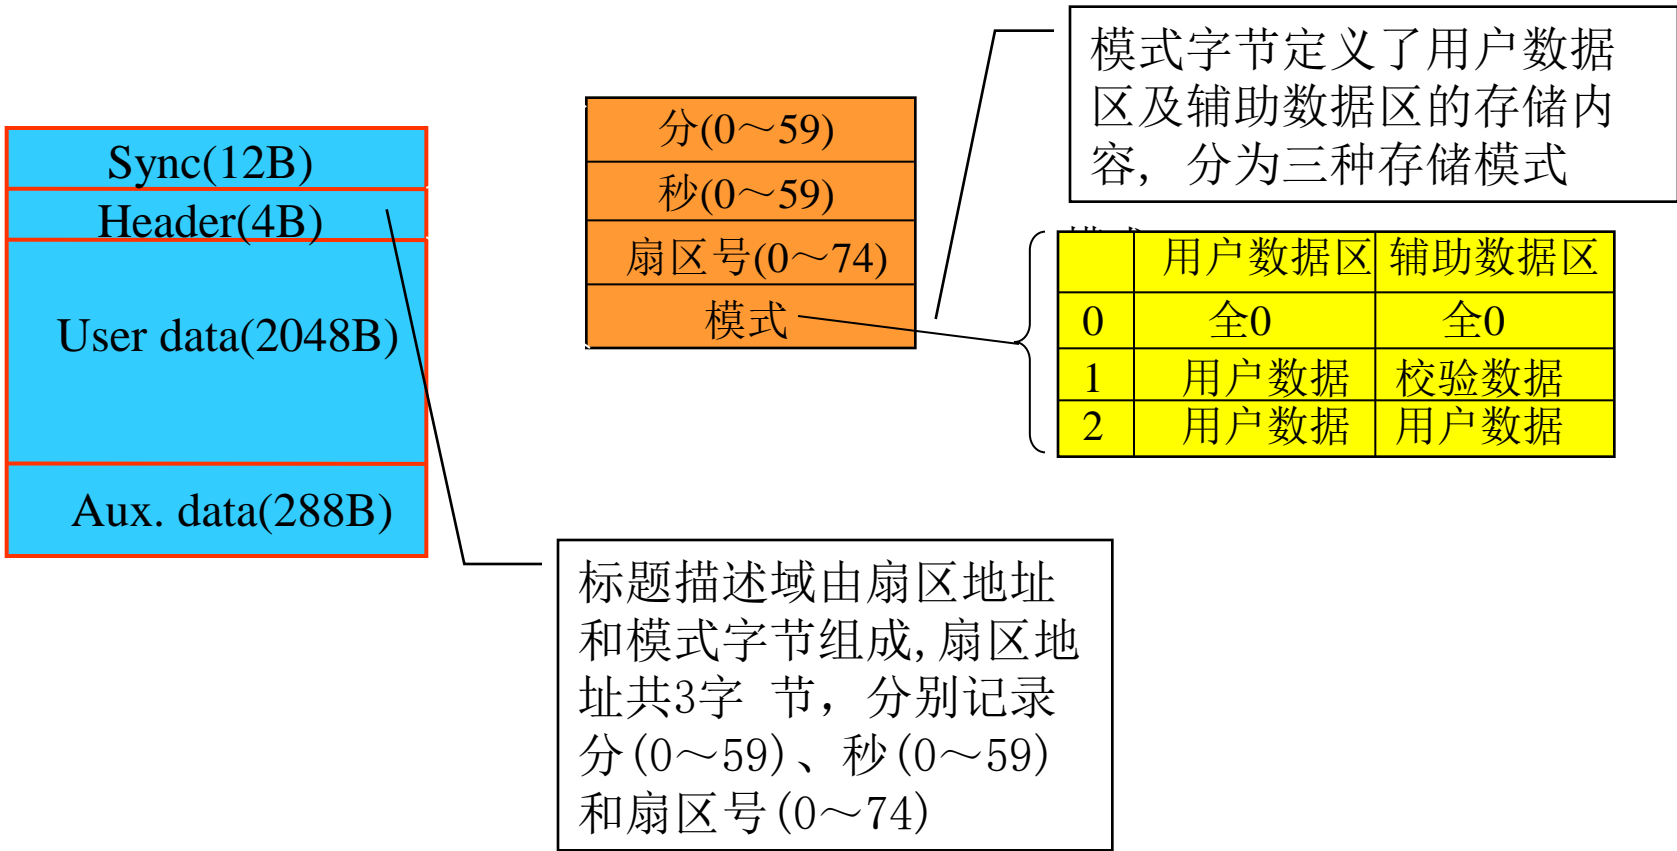 模式字节定义了用户数据
区及辅助数据区的存储内
容, 分为三种存储模式
Sync(12B)
Header(4B)
User data(2048B)
Aux. data(288B)
分(0～59)
秒(0～59)
扇区号(0～74)
模式
用户数据区 辅助数据区
0 全0 全0
1 用户数据 校验数据
2 用户数据 用户数据
标题描述域由扇区地址
和模式字节组成,扇区地
址共3字 节，分别记录
分(0～59)、秒(0～59)
和扇区号(0～74)